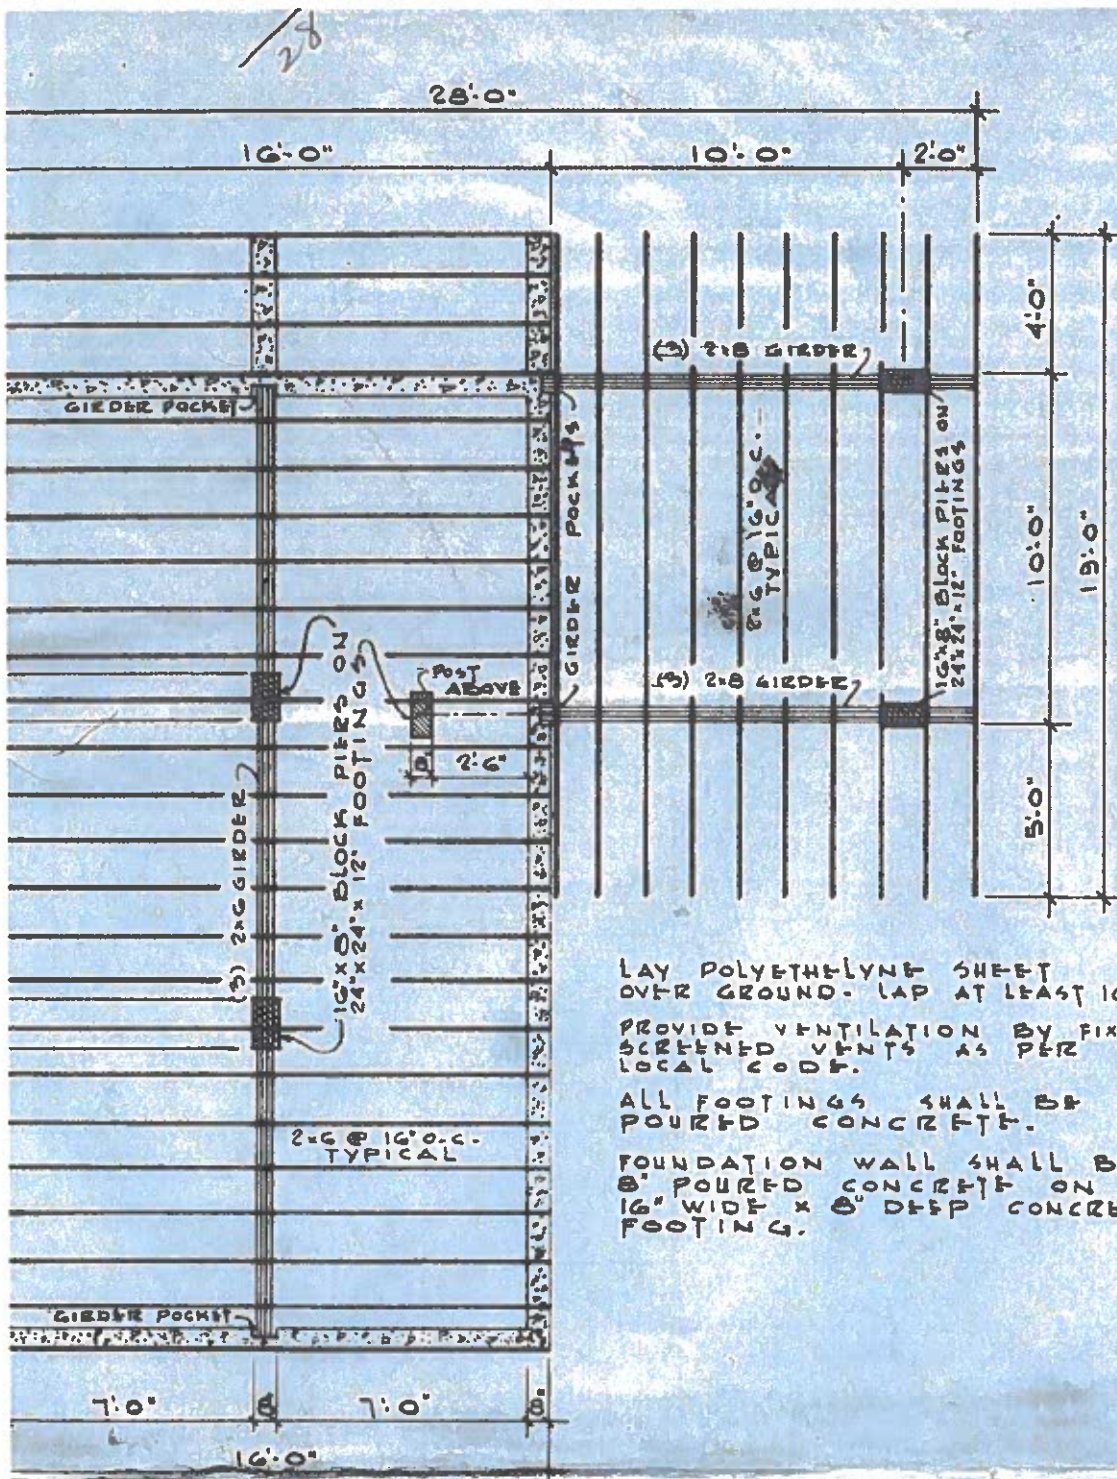 28
28'-0"
16'-0"
10'-0"
2'-0"
4'-0"
(3) 2x8 GIRDER
GIRDER POCKET
GIRDER POCKETS
2x6 @ 16" O.C.
TYPICAL
16"x8" BLOCK PIERS ON
24"x24"x12" FOOTINGS
10'-0"
19'-0"
POST
ABOVE
(3) 2x8 GIRDER
8"
2'-6"
16"x8" BLOCK PIERS ON
24"x24"x12" FOOTINGS
(3) 2x6 GIRDER
5'-0"
LAY POLYETHELYNE SHEET
OVER GROUND. LAP AT LEAST
PROVIDE VENTILATION BY
SCREENED VENTS AS PER
LOCAL CODE.
ALL FOOTINGS SHALL BE
POURED CONCRETE.
FOUNDATION WALL SHALL
8" POURED CONCRETE ON
16" WIDE x 8" DEEP
FOOTING.
2x6 @ 16" O.C.
TYPICAL
GIRDER POCKET
7'-0"
8"
7'-0"
8"
16'-0"